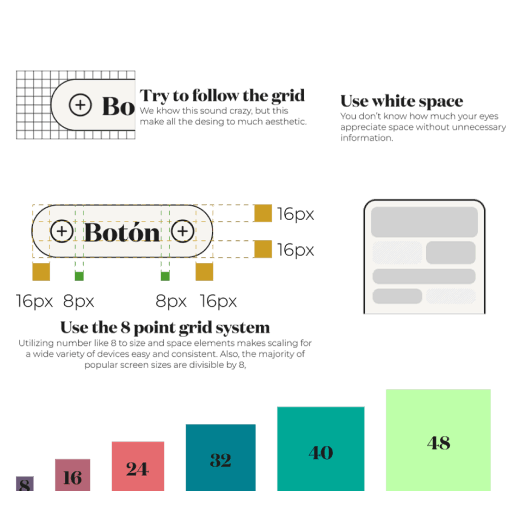 Bo
Try to follow the grid
We know this sound crazy, but this
make all the desing to much aesthetic.
Use white space
You don't know how much your eyes
appreciate space without unnecessary
information.
Botón
16px
16px
16px 8px 8px 16px
Use the 8 point grid system
Utilizing number like 8 to size and space elements makes scaling for
a wide variety of devices easy and consistent. Also, the majority of
popular screen sizes are divisible by 8,
8
16
24
32
40
48